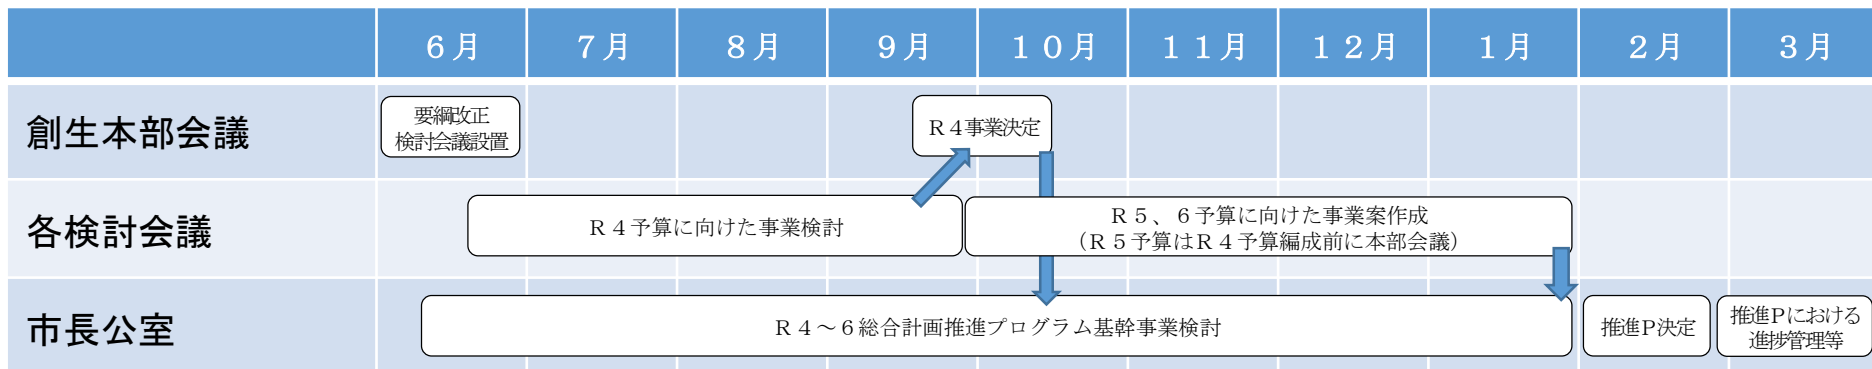 ６月
７月
８月
９月
１０月
１１月
１２月
１月
２月
３月
創生本部会議
要綱改正
検討会議設置
Ｒ４事業決定
各検討会議
Ｒ４予算に向けた事業検討
Ｒ５、６予算に向けた事業案作成
（Ｒ５予算はＲ４予算編成前に本部会議）
市長公室
Ｒ４～６総合計画推進プログラム基幹事業検討
推進Ｐ決定
推進Ｐにおける
進捗管理等